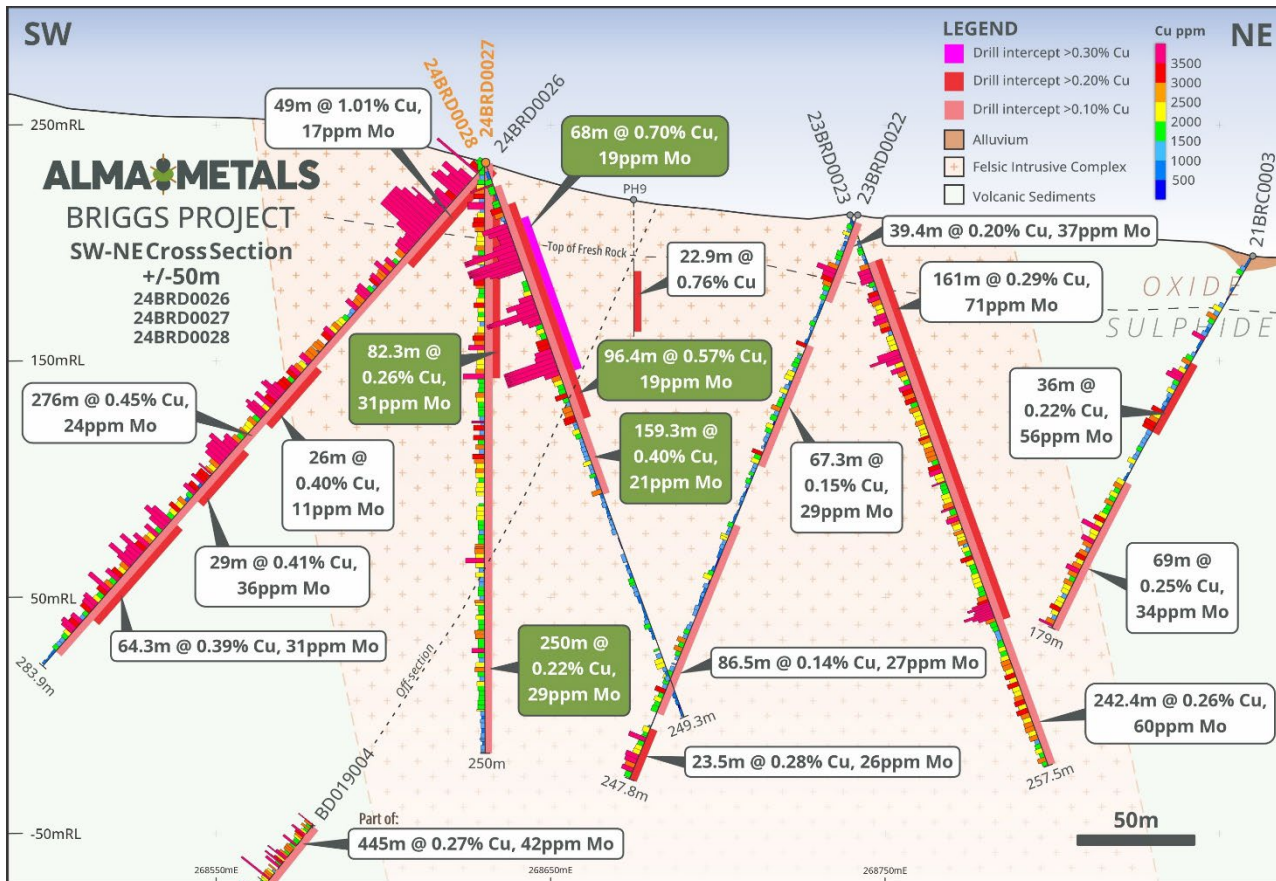 SW
NE
LEGEND
Drill intercept >0.30% Cu
Drill intercept >0.20% Cu
Drill intercept >0.10% Cu
Alluvium
Felsic Intrusive Complex
Volcanic Sediments
Cu ppm
3500
3000
2500
2000
1500
1000
500
250mRL
150mRL
50mRL
-50mRL
ALMA METALS
BRIGGS PROJECT
SW-NE Cross Section
+/-50m
24BRD0026
24BRD0027
24BRD0028
24BRD0028
24BRD0027
24BRD0026
PH9
23BRD0023
23BRD0022
21BRC0003
49m @ 1.01% Cu,
17ppm Mo
68m @ 0.70% Cu,
19ppm Mo
Top of Fresh Rock
22.9m @
0.76% Cu
39.4m @ 0.20% Cu, 37ppm Mo
161m @ 0.29% Cu,
71ppm Mo
OXIDE
SULPHIDE
82.3m @
0.26% Cu,
31ppm Mo
96.4m @ 0.57% Cu,
19ppm Mo
36m @
0.22% Cu,
56ppm Mo
276m @ 0.45% Cu,
24ppm Mo
26m @
0.40% Cu,
11ppm Mo
159.3m @
0.40% Cu,
21ppm Mo
67.3m @
0.15% Cu,
29ppm Mo
29m @ 0.41% Cu,
36ppm Mo
69m @
0.25% Cu,
34ppm Mo
64.3m @ 0.39% Cu, 31ppm Mo
283.9m
250m @
0.22% Cu,
29ppm Mo
Off-section
86.5m @ 0.14% Cu, 27ppm Mo
179m
242.4m @ 0.26% Cu,
60ppm Mo
249.3m
250m
23.5m @ 0.28% Cu, 26ppm Mo
247.8m
257.5m
BD019004
Part of:
445m @ 0.27% Cu, 42ppm Mo
50m
268550mE
268650mE
268750mE